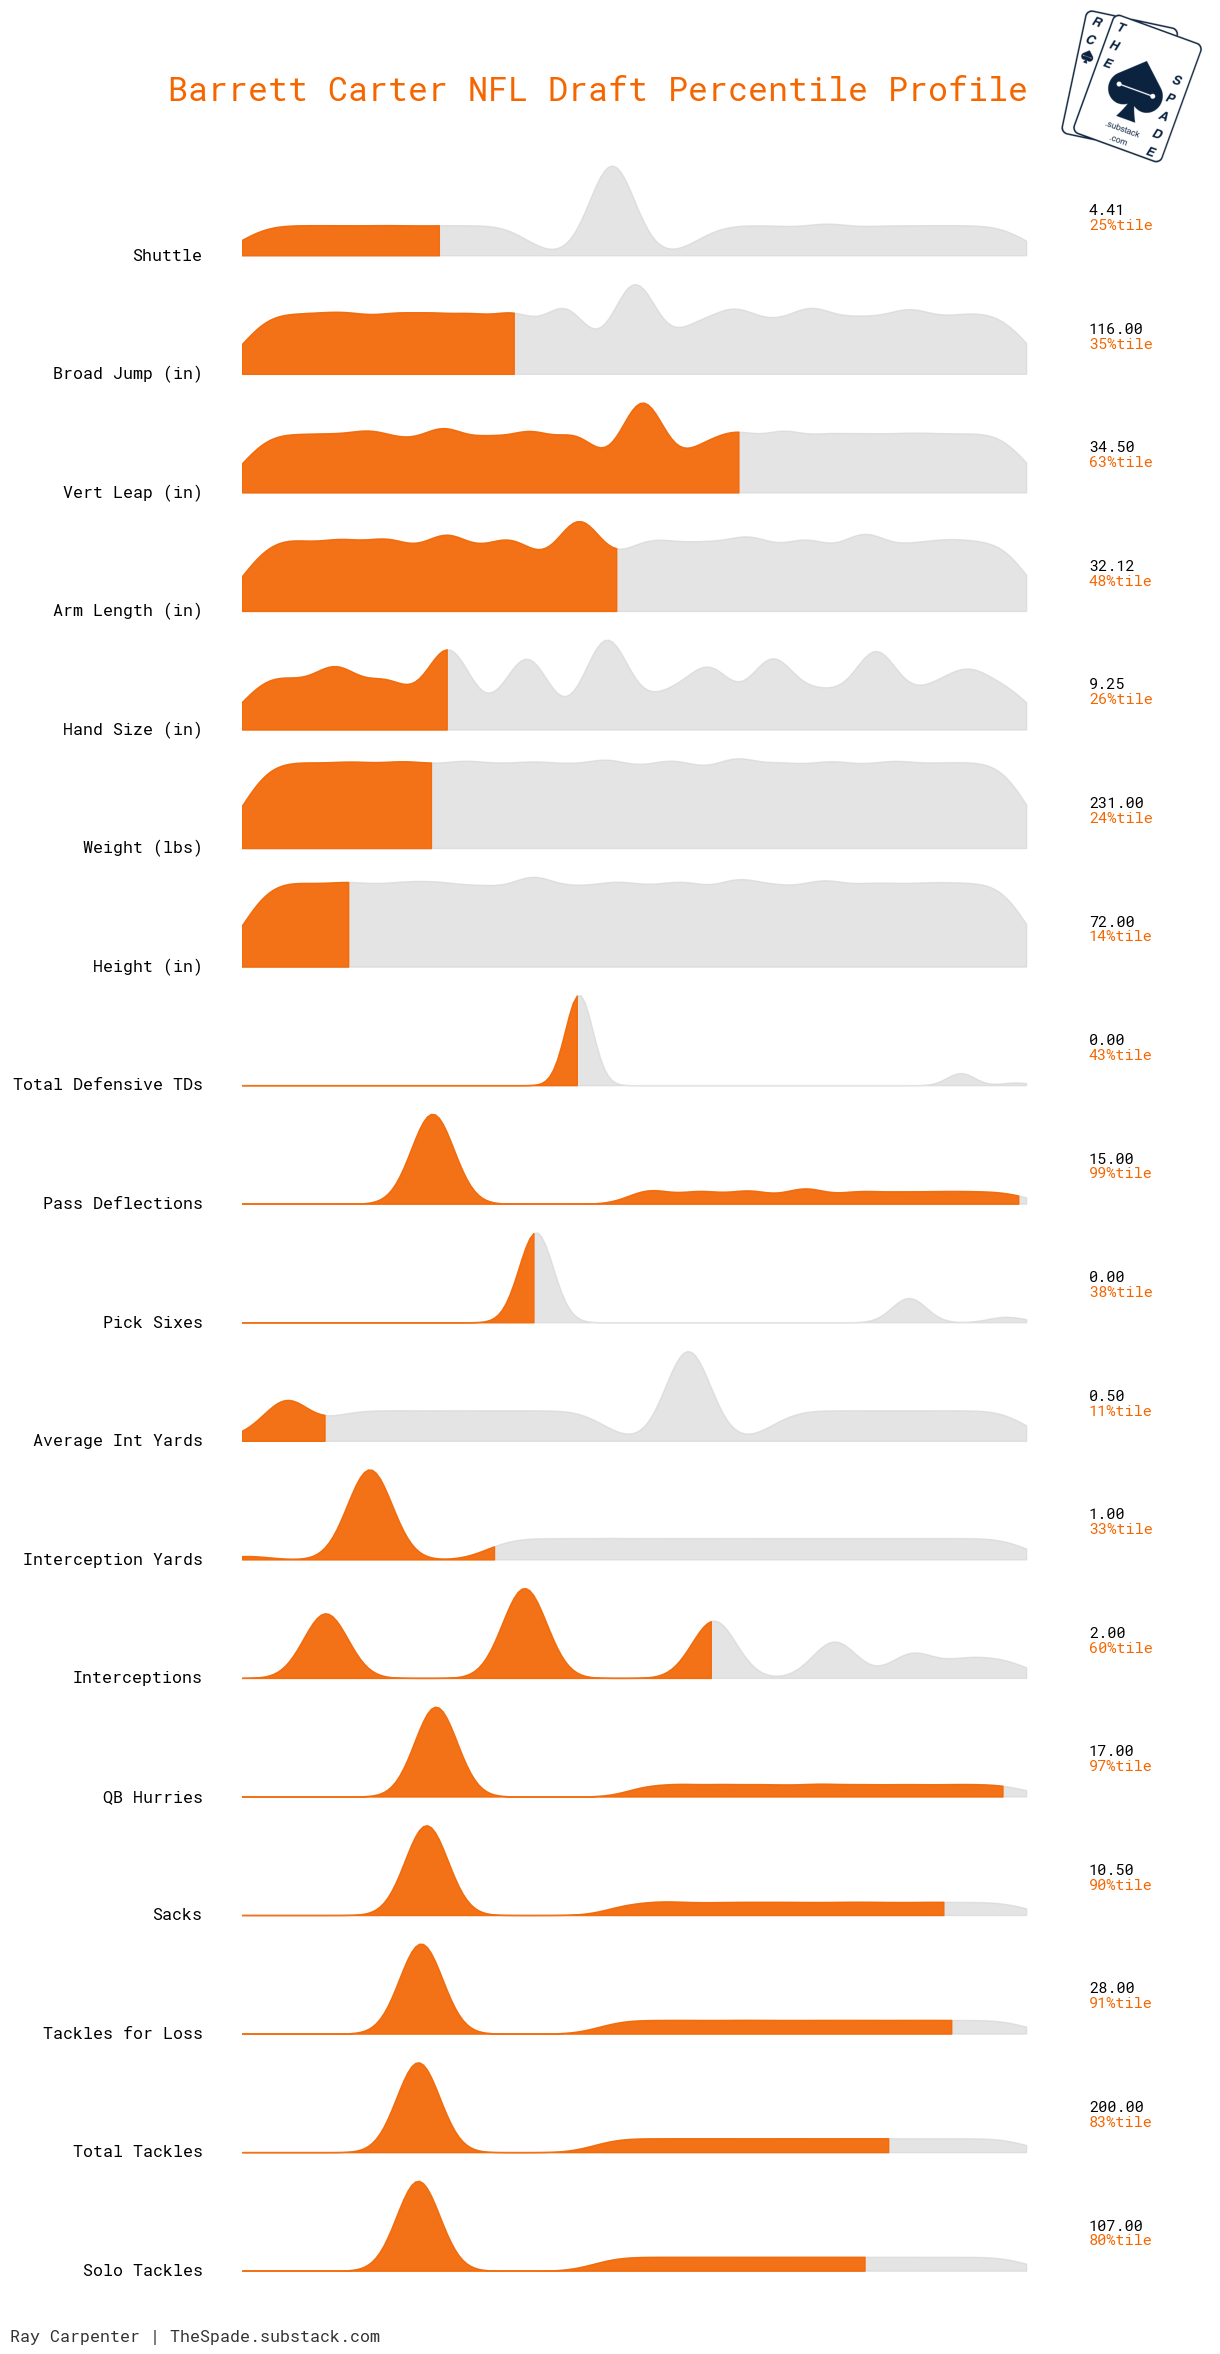 Barrett Carter NFL Draft Percentile Profile
R
C
THE
SPADE
.substack
.com
Shuttle
4.41
25%tile
Broad Jump (in)
116.00
35%tile
Vert Leap (in)
34.50
63%tile
Arm Length (in)
32.12
48%tile
Hand Size (in)
9.25
26%tile
Weight (lbs)
231.00
24%tile
Height (in)
72.00
14%tile
Total Defensive TDs
0.00
43%tile
Pass Deflections
15.00
99%tile
Pick Sixes
0.00
38%tile
Average Int Yards
0.50
11%tile
Interception Yards
1.00
33%tile
Interceptions
2.00
60%tile
QB Hurries
17.00
97%tile
Sacks
10.50
90%tile
Tackles for Loss
28.00
91%tile
Total Tackles
200.00
83%tile
Solo Tackles
107.00
80%tile
Ray Carpenter | TheSpade.substack.com